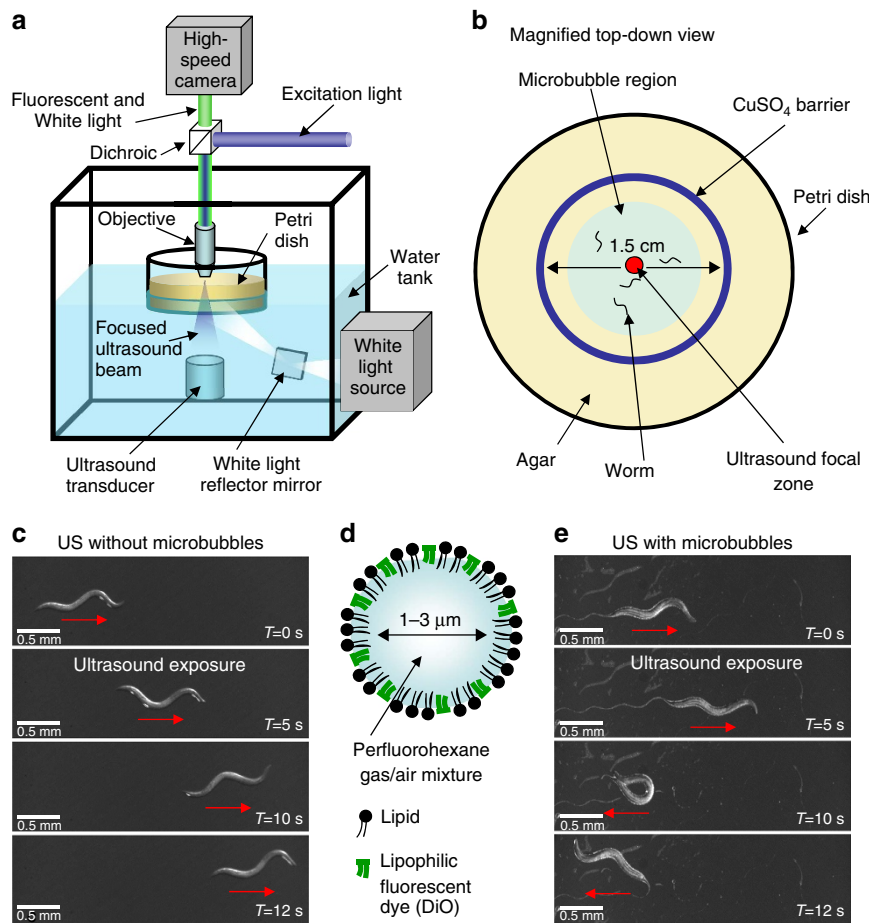 a
High-
speed
camera
Fluorescent and
White light
Excitation light
Dichroic
Objective
Petri
dish
Water
tank
Focused
ultrasound
beam
White
light
source
Ultrasound
transducer
White light
reflector mirror
b
Magnified top-down view
Microbubble region
CuSO4 barrier
Petri dish
1.5 cm
Agar
Worm
Ultrasound focal
zone
c
US without microbubbles
0.5 mm
T=0 s
Ultrasound exposure
0.5 mm
T=5 s
0.5 mm
T=10 s
0.5 mm
T=12 s
d
1–3 μm
Perfluorohexane
gas/air mixture
Lipid
Lipophilic
fluorescent
dye (DiO)
e
US with microbubbles
0.5 mm
T=0 s
Ultrasound exposure
0.5 mm
T=5 s
0.5 mm
T=10 s
0.5 mm
T=12 s